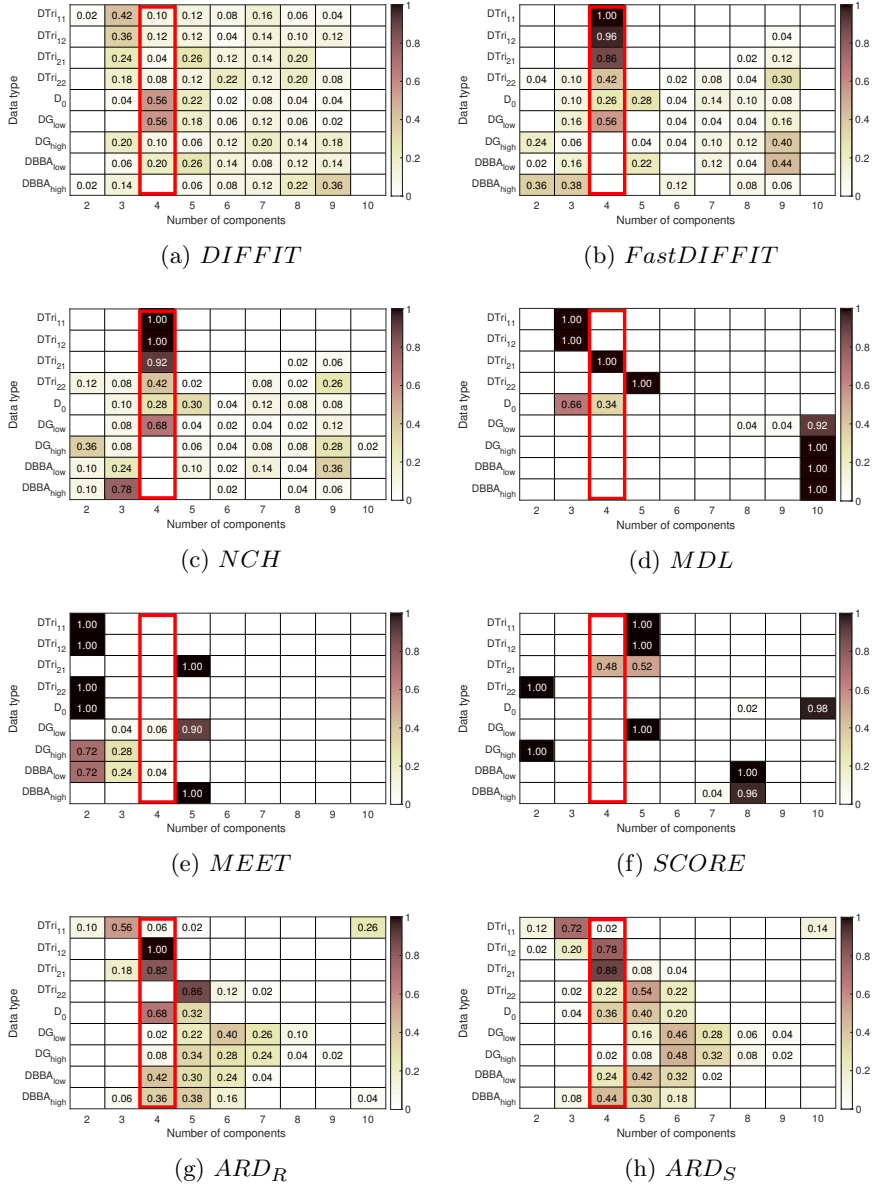 DTri11 0.02 0.42 0.10 0.12 0.08 0.16 0.06 0.04
DTri12 0.36 0.12 0.12 0.04 0.14 0.10 0.12
DTri21 0.24 0.04 0.26 0.12 0.14 0.20
DTri22 0.18 0.08 0.12 0.22 0.12 0.20 0.08
D0 0.04 0.56 0.22 0.02 0.08 0.04 0.04
DGlow 0.56 0.18 0.06 0.12 0.06 0.02
DGhigh 0.20 0.10 0.06 0.12 0.20 0.14 0.18
DBBAlow 0.06 0.20 0.26 0.14 0.08 0.12 0.14
DBBAhigh 0.02 0.14 0.06 0.08 0.12 0.22 0.36
2 3 4 5 6 7 8 9 10
Number of components
Data type
0 0.2 0.4 0.6 0.8 1
(a) DIFFIT
DTri11 1.00
DTri12 0.96 0.04
DTri21 0.86 0.02 0.12
DTri22 0.04 0.10 0.42 0.02 0.08 0.04 0.30
D0 0.10 0.26 0.28 0.04 0.14 0.10 0.08
DGlow 0.16 0.56 0.04 0.04 0.04 0.16
DGhigh 0.24 0.06 0.04 0.04 0.10 0.12 0.40
DBBAlow 0.02 0.16 0.22 0.12 0.04 0.44
DBBAhigh 0.36 0.38 0.12 0.08 0.06
2 3 4 5 6 7 8 9 10
Number of components
Data type
0 0.2 0.4 0.6 0.8 1
(b) FastDIFFIT
DTri11 1.00
DTri12 1.00
DTri21 0.92 0.02 0.06
DTri22 0.12 0.08 0.42 0.02 0.08 0.02 0.26
D0 0.10 0.28 0.30 0.04 0.12 0.08 0.08
DGlow 0.08 0.68 0.04 0.02 0.04 0.02 0.12
DGhigh 0.36 0.08 0.06 0.04 0.08 0.08 0.28 0.02
DBBAlow 0.10 0.24 0.10 0.02 0.14 0.04 0.36
DBBAhigh 0.10 0.78 0.02 0.04 0.06
2 3 4 5 6 7 8 9 10
Number of components
Data type
0 0.2 0.4 0.6 0.8 1
(c) NCH
DTri11 1.00
DTri12 1.00
DTri21 1.00
DTri22 1.00
D0 0.66 0.34
DGlow 0.04 0.04 0.92
DGhigh 1.00
DBBAlow 1.00
DBBAhigh 1.00
2 3 4 5 6 7 8 9 10
Number of components
Data type
0 0.2 0.4 0.6 0.8 1
(d) MDL
DTri11 1.00
DTri12 1.00
DTri21 1.00
DTri22 1.00
D0 1.00
DGlow 0.04 0.06 0.90
DGhigh 0.72 0.28
DBBAlow 0.72 0.24 0.04
DBBAhigh 1.00
2 3 4 5 6 7 8 9 10
Number of components
Data type
0 0.2 0.4 0.6 0.8 1
(e) MEET
DTri11 1.00
DTri12 1.00
DTri21 0.48 0.52
DTri22 1.00
D0 0.02 0.98
DGlow 1.00
DGhigh 1.00
DBBAlow 1.00
DBBAhigh 0.04 0.96
2 3 4 5 6 7 8 9 10
Number of components
Data type
0 0.2 0.4 0.6 0.8 1
(f) SCORE
DTri11 0.10 0.56 0.06 0.02 0.26
DTri12 1.00
DTri21 0.18 0.82
DTri22 0.86 0.12 0.02
D0 0.68 0.32
DGlow 0.02 0.22 0.40 0.26 0.10
DGhigh 0.08 0.34 0.28 0.24 0.04 0.02
DBBAlow 0.42 0.30 0.24 0.04
DBBAhigh 0.06 0.36 0.38 0.16 0.04
2 3 4 5 6 7 8 9 10
Number of components
Data type
0 0.2 0.4 0.6 0.8 1
(g) ARDR
DTri11 0.12 0.72 0.02 0.14
DTri12 0.02 0.20 0.78
DTri21 0.88 0.08 0.04
DTri22 0.02 0.22 0.54 0.22
D0 0.04 0.36 0.40 0.20
DGlow 0.16 0.46 0.28 0.06 0.04
DGhigh 0.02 0.08 0.48 0.32 0.08 0.02
DBBAlow 0.24 0.42 0.32 0.02
DBBAhigh 0.08 0.44 0.30 0.18
2 3 4 5 6 7 8 9 10
Number of components
Data type
0 0.2 0.4 0.6 0.8 1
(h) ARDS